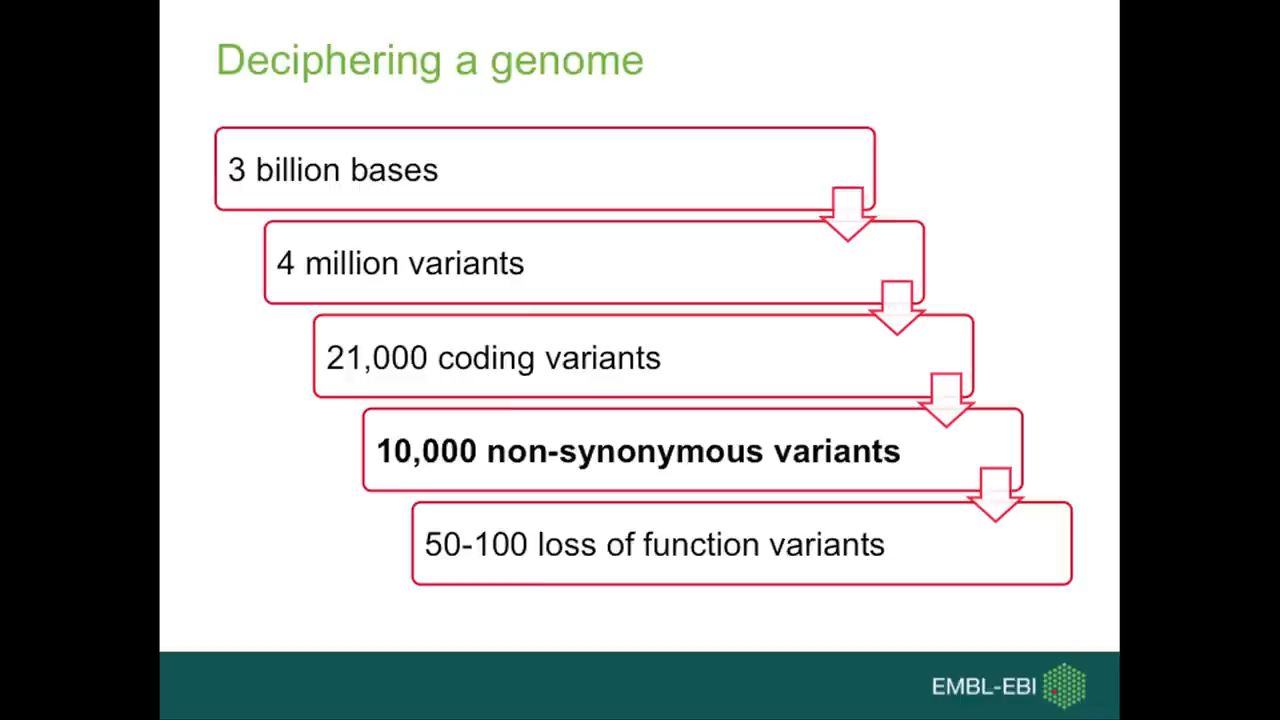 Deciphering a genome
3 billion bases
4 million variants
21,000 coding variants
10,000 non-synonymous variants
50-100 loss of function variants
EMBL-EBI